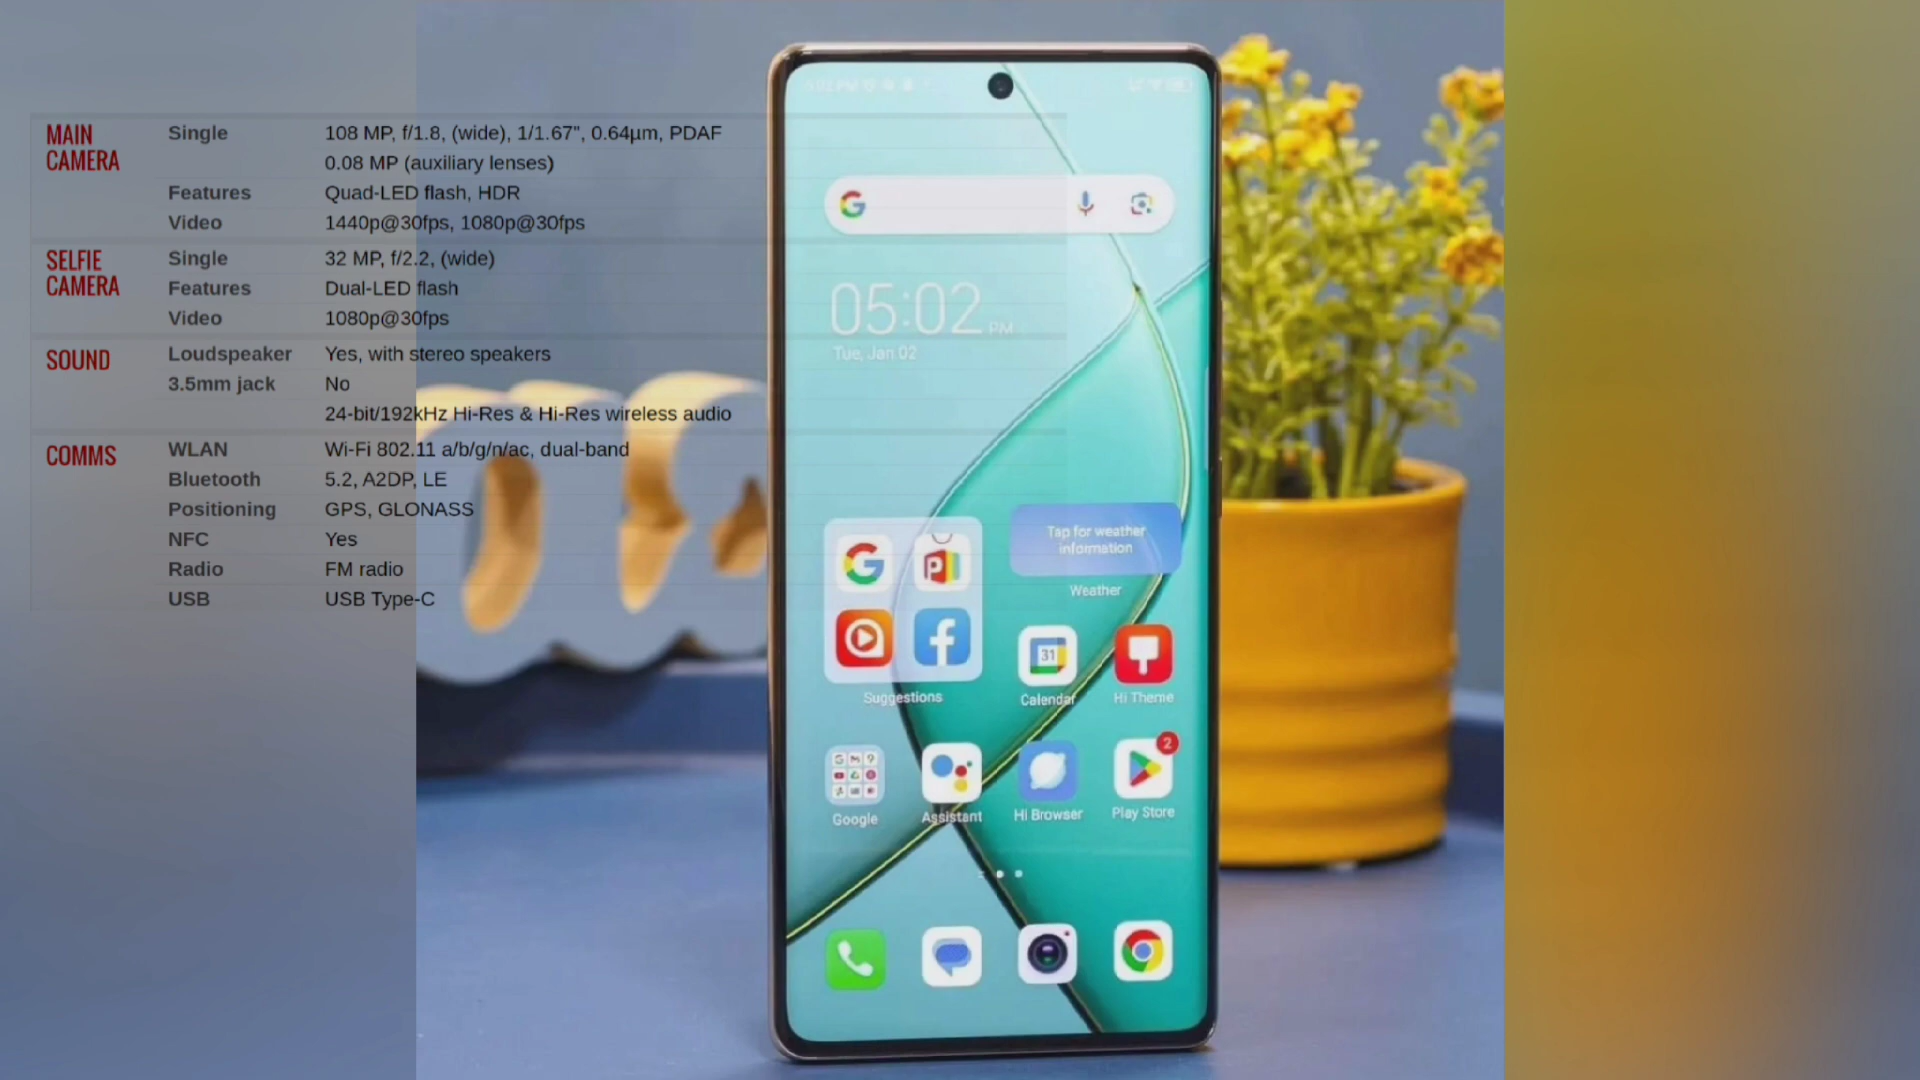 MAIN CAMERA
Single 108 MP, f/1.8, (wide), 1/1.67", 0.64µm, PDAF
0.08 MP (auxiliary lenses)
Features Quad-LED flash, HDR
Video 1440p@30fps, 1080p@30fps
SELFIE CAMERA
Single 32 MP, f/2.2, (wide)
Features Dual-LED flash
Video 1080p@30fps
SOUND
Loudspeaker Yes, with stereo speakers
3.5mm jack No
24-bit/192kHz Hi-Res & Hi-Res wireless audio
COMMS
WLAN Wi-Fi 802.11 a/b/g/n/ac, dual-band
Bluetooth 5.2, A2DP, LE
Positioning GPS, GLONASS
NFC Yes
Radio FM radio
USB USB Type-C
05:02 PM
Tue, Jan 02
Tap for weather
information
Weather
31
Suggestions
Calendar
Hi Theme
2
Google
Assistant
Hi Browser
Play Store